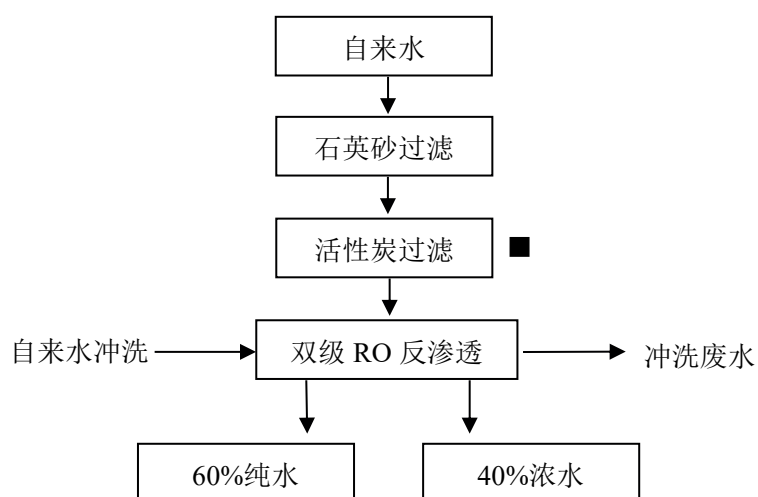 自来水
石英砂过滤
活性炭过滤 ■
自来水冲洗
双级 RO 反渗透
冲洗废水
60%纯水
40%浓水